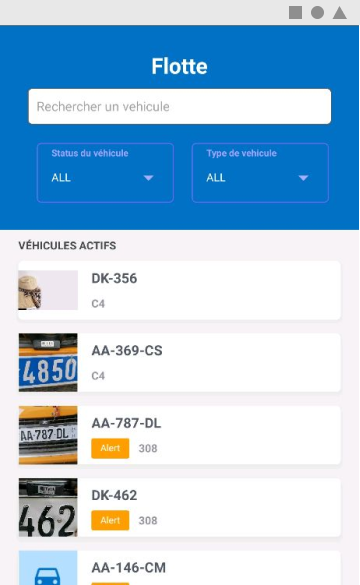 Flotte
Rechercher un vehicule
Status du véhicule
ALL
Type de vehicule
ALL
VÉHICULES ACTIFS
DK-356
C4
4850
AA-369-CS
C4
AA-787-DL
AA-787-DL
Alert 308
462
DK-462
Alert 308
AA-146-CM